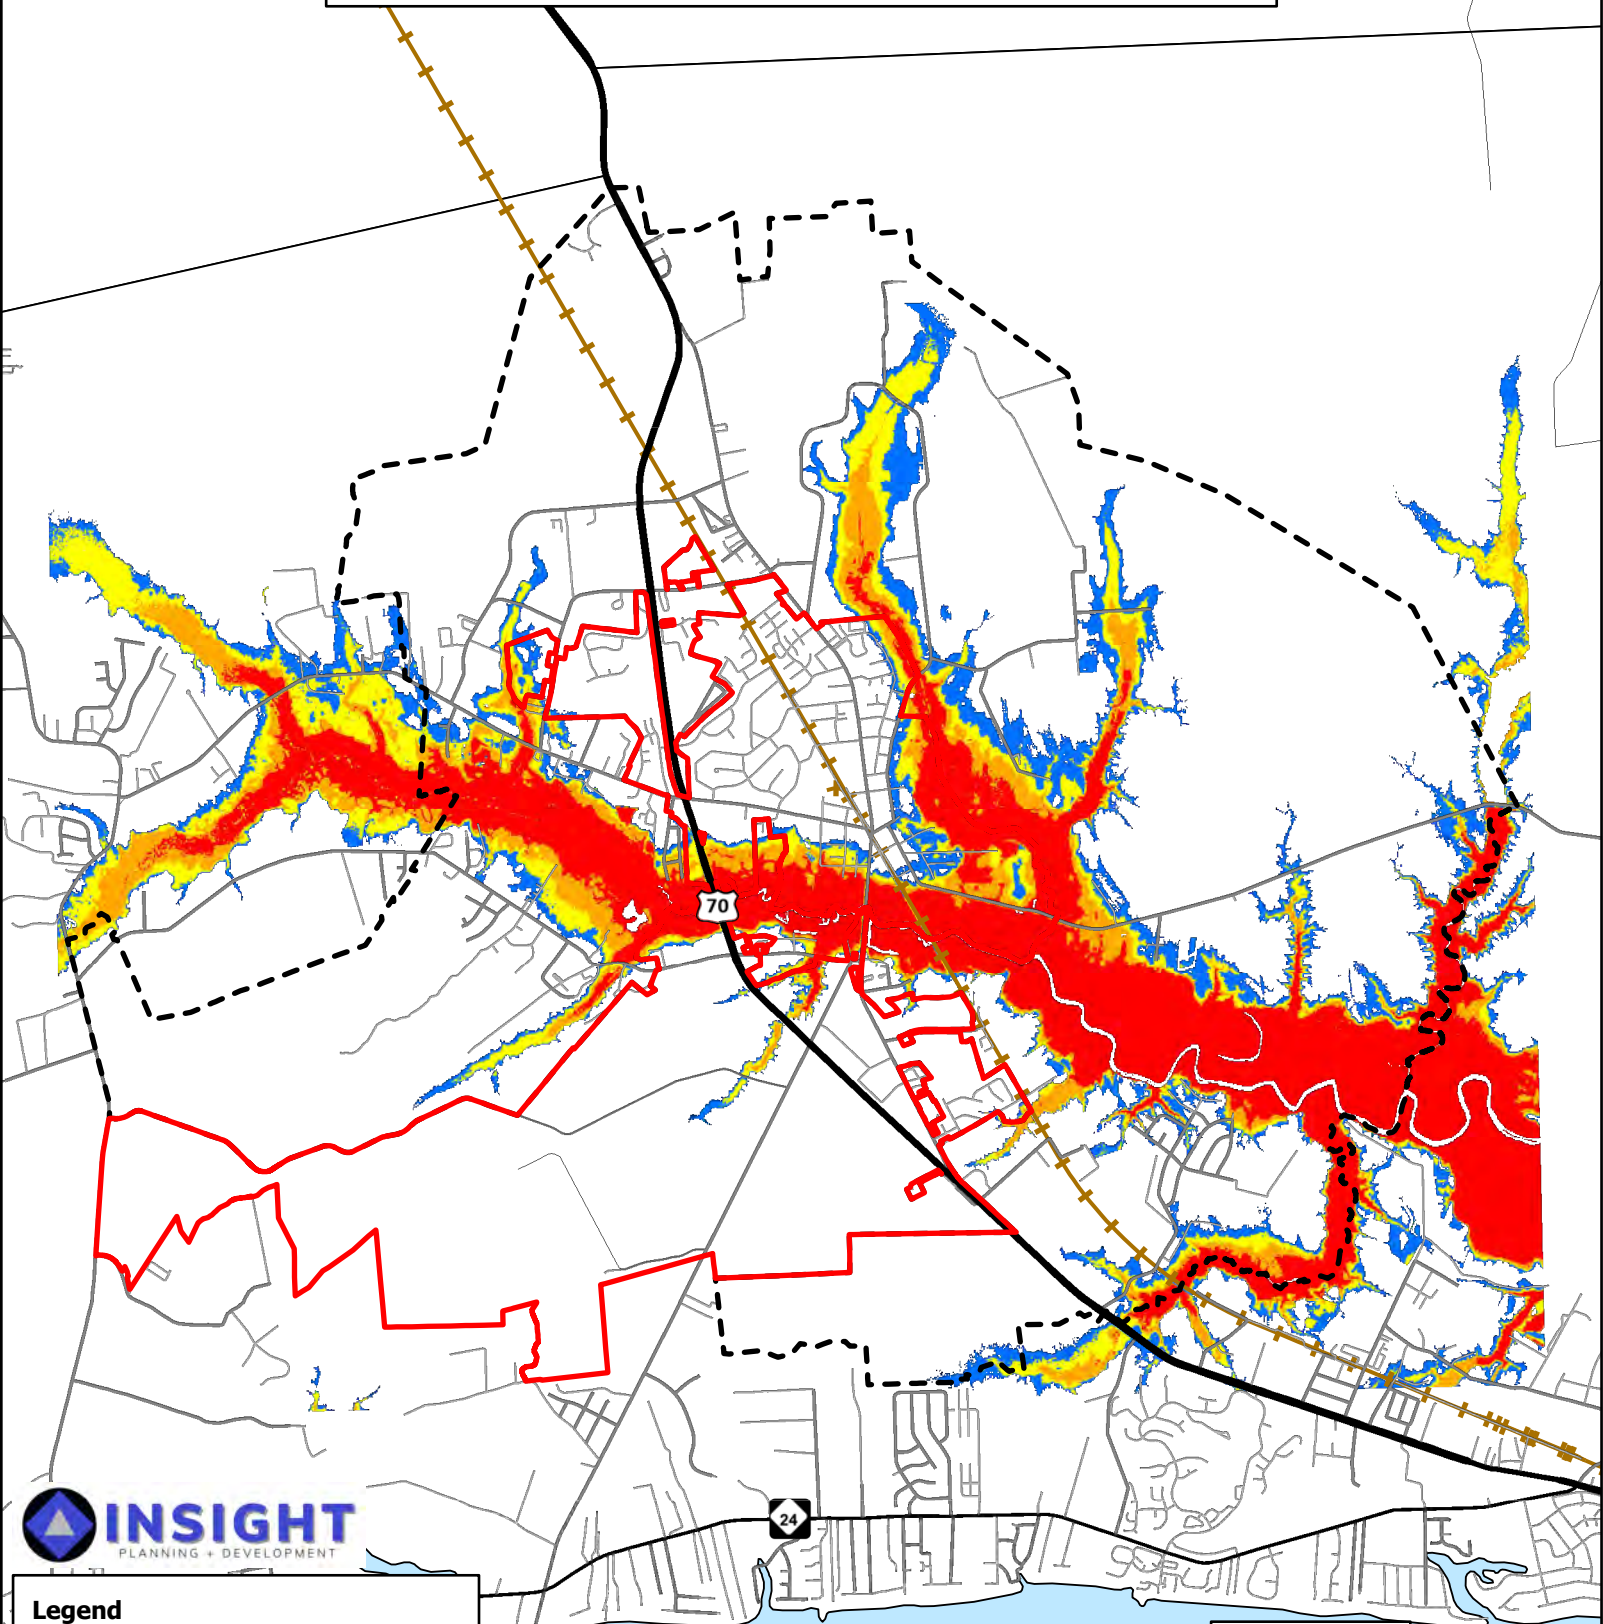 70
24
INSIGHT
PLANNING + DEVELOPMENT
Legend